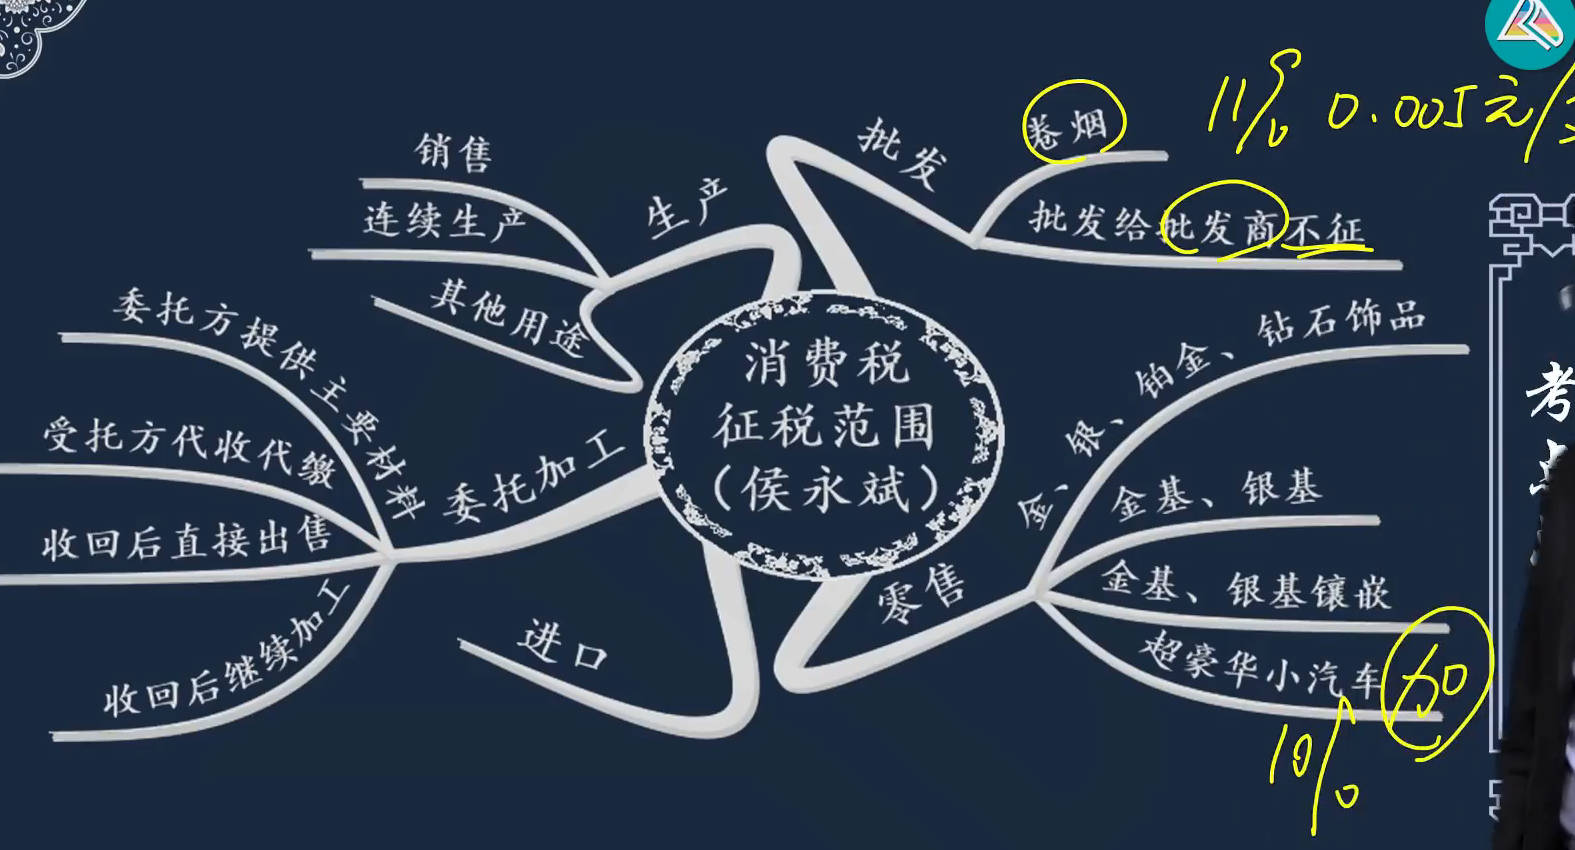 消费税
征税范围
（侯永斌）
批发
卷烟
11% 0.005元/
批发给批发商不征
生产
销售
连续生产
其他用途
委托加工
委托方提供主要材料
受托方代收代缴
收回后直接出售
收回后继续加工
进口
零售
金、银、铂金、钻石饰品
金基、银基
金基、银基镶嵌
超豪华小汽车 加
10%
考